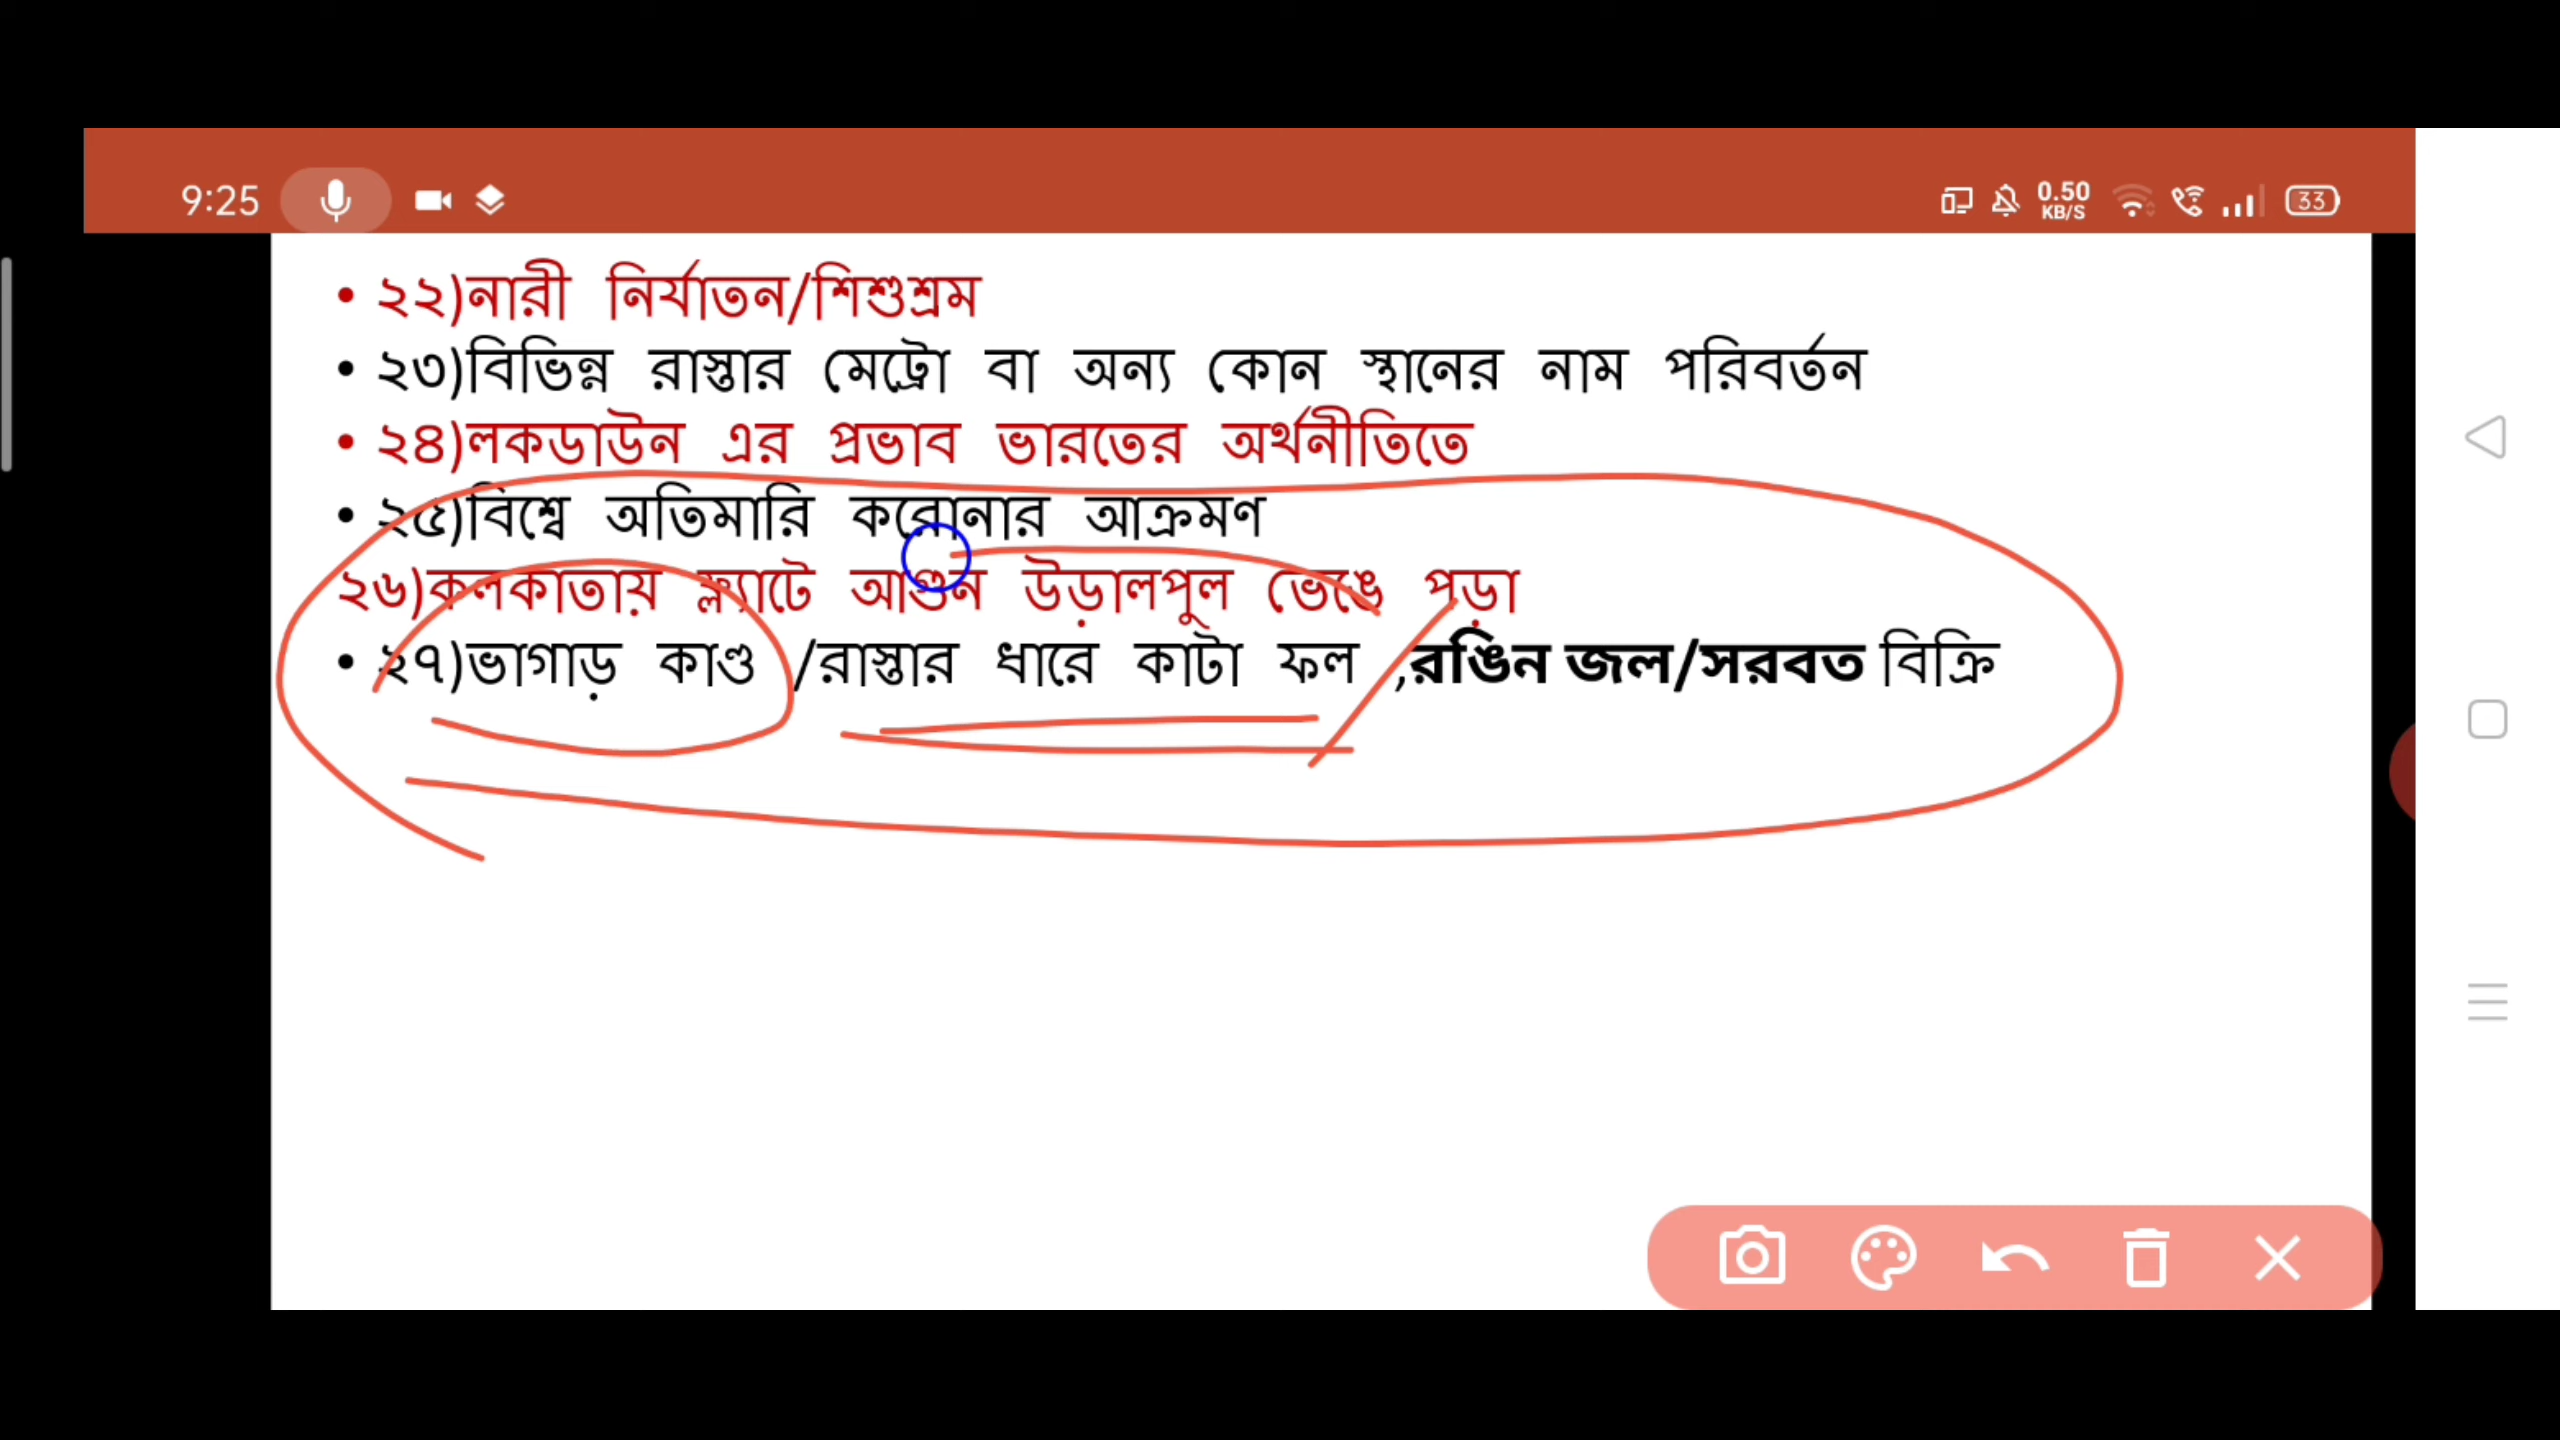 9:25 0.50 KB/S 33
• ২২)নারী নির্যাতন/শিশুশ্রম
• ২৩)বিভিন্ন রাস্তার মেট্রো বা অন্য কোন স্থানের নাম পরিবর্তন
• ২৪)লকডাউন এর প্রভাব ভারতের অর্থনীতিতে
• ২৫)বিশ্বে অতিমারি করোনার আক্রমণ
২৬)কলকাতায় ফ্ল্যাটে আগুন উড়ালপুল ভেঙে পড়া
• ২৭)ভাগাড় কাণ্ড /রাস্তার ধারে কাটা ফল ,রঙিন জল/সরবত বিক্রি